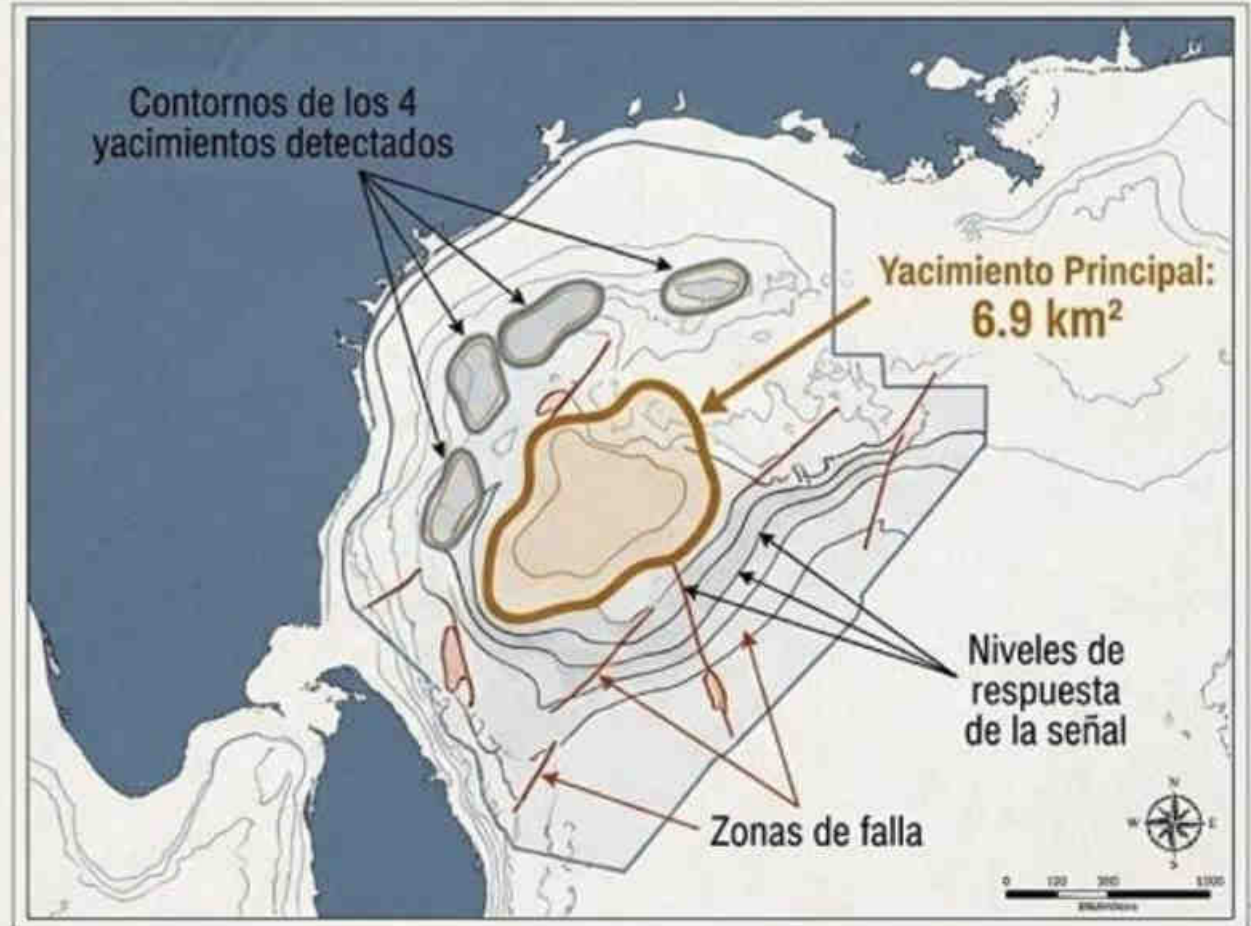 Contornos de los 4
yacimientos detectados
Yacimiento Principal:
6.9 km²
Niveles de
respuesta
de la señal
Zonas de falla
N
W
E
S
0